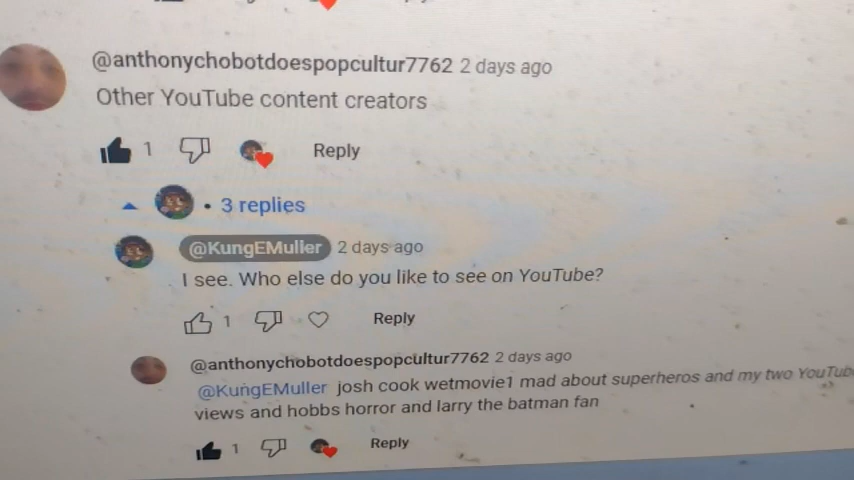 @anthonychobotdoespopcultur7762 2 days ago
Other YouTube content creators
1 Reply
3 replies
@KungEMuller 2 days ago
I see. Who else do you like to see on YouTube?
1 Reply
@anthonychobotdoespopcultur7762 2 days ago
@KungEMuller josh cook wetmovie1 mad about superheros and my two
views and hobbs horror and larry the batman fan
1 Reply